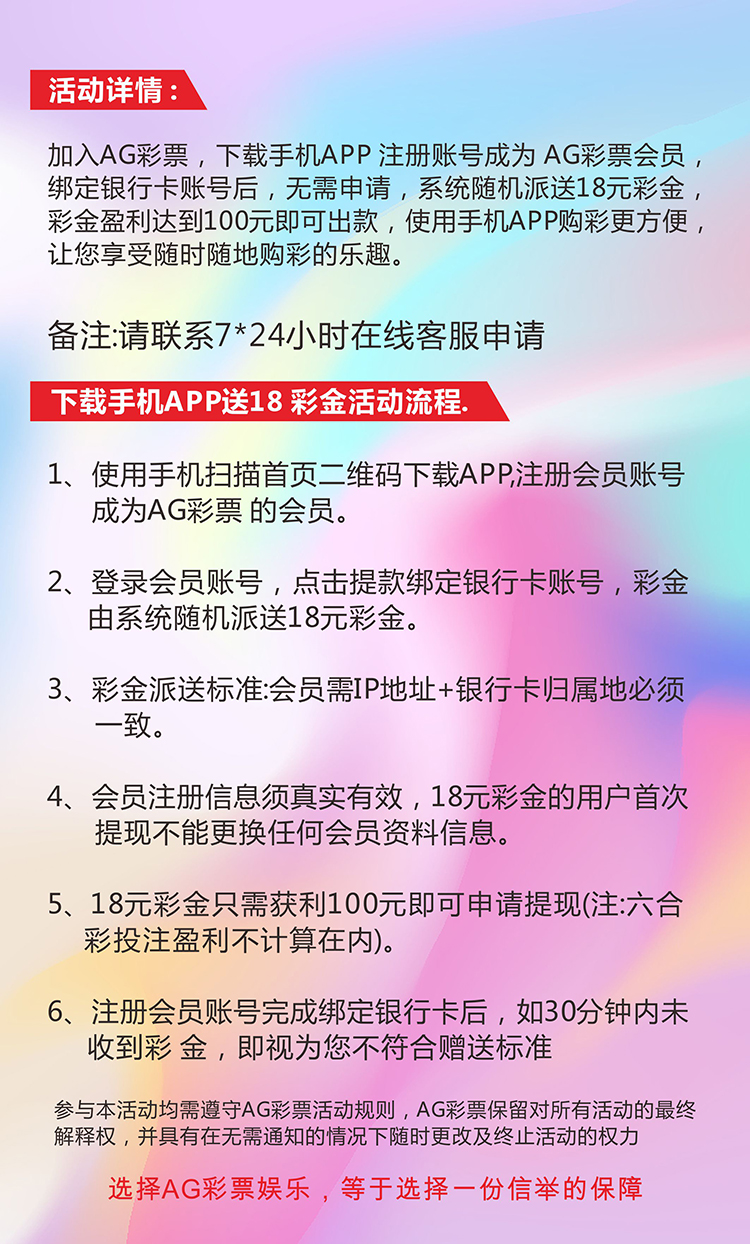 活动详情：
加入AG彩票，下载手机APP 注册账号成为 AG彩票会员，
绑定银行卡账号后，无需申请，系统随机派送18元彩金，
彩金盈利达到100元即可出款，使用手机APP购彩更方便，
让您享受随时随地购彩的乐趣。
备注:请联系7*24小时在线客服申请
下载手机APP送18 彩金活动流程.
1、使用手机扫描首页二维码下载APP,注册会员账号
成为AG彩票 的会员。
2、登录会员账号，点击提款绑定银行卡账号，彩金
由系统随机派送18元彩金。
3、彩金派送标准:会员需IP地址+银行卡归属地必须
一致。
4、会员注册信息须真实有效，18元彩金的用户首次
提现不能更换任何会员资料信息。
5、18元彩金只需获利100元即可申请提现(注:六合
彩投注盈利不计算在内)。
6、注册会员账号完成绑定银行卡后，如30分钟内未
收到彩 金，即视为您不符合赠送标准
参与本活动均需遵守AG彩票活动规则，AG彩票保留对所有活动的最终
解释权，并具有在无需通知的情况下随时更改及终止活动的权力
选择AG彩票娱乐，等于选择一份信举的保障